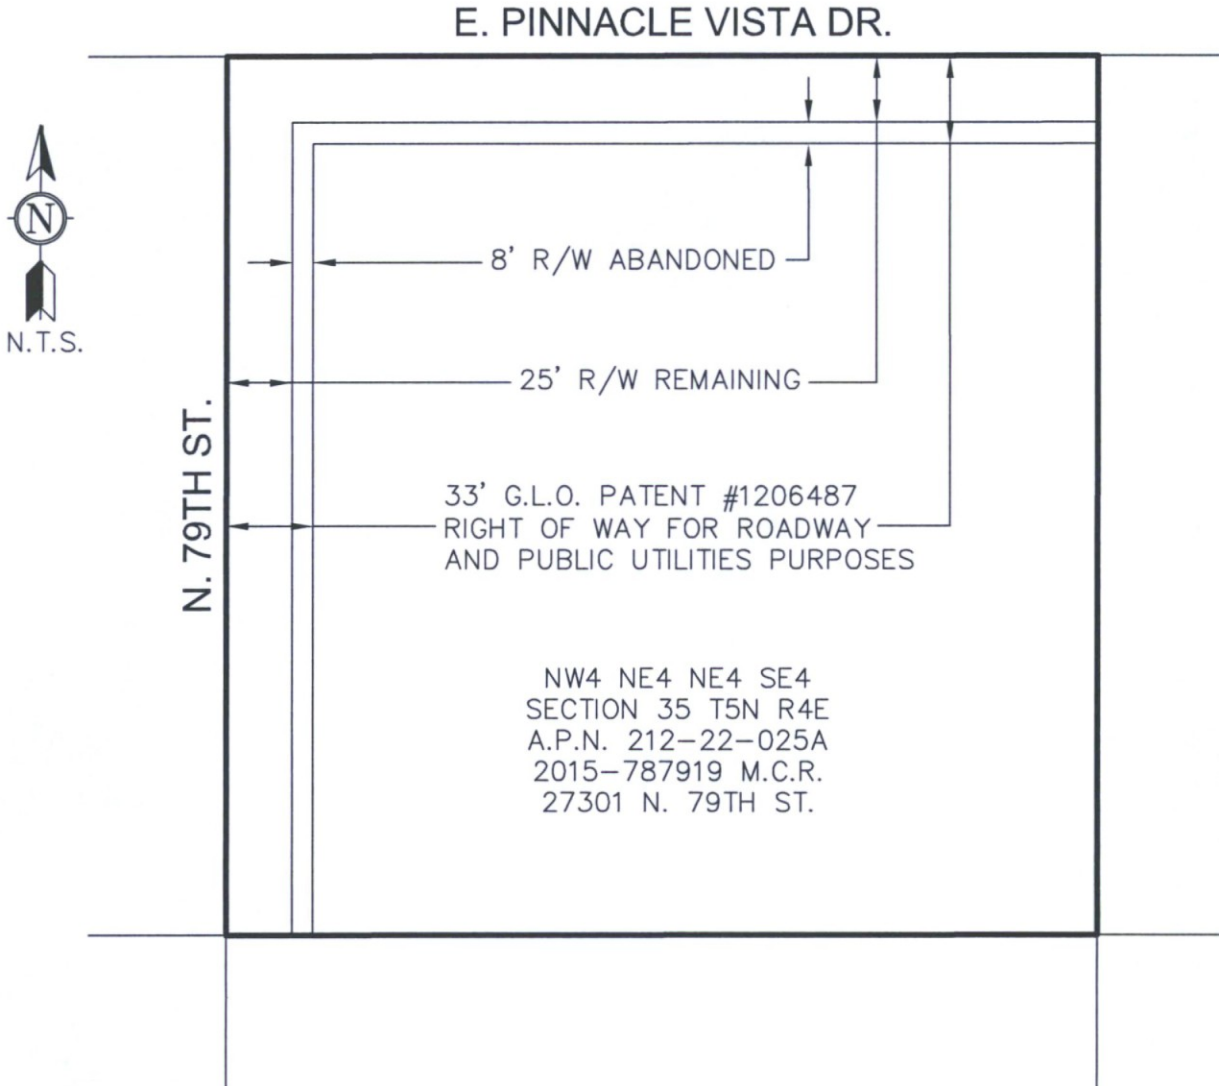 E. PINNACLE VISTA DR.
N
N.T.S.
8' R/W ABANDONED
25' R/W REMAINING
N. 79TH ST.
33' G.L.O. PATENT #1206487
RIGHT OF WAY FOR ROADWAY
AND PUBLIC UTILITIES PURPOSES
NW4 NE4 NE4 SE4
SECTION 35 T5N R4E
A.P.N. 212-22-025A
2015-787919 M.C.R.
27301 N. 79TH ST.